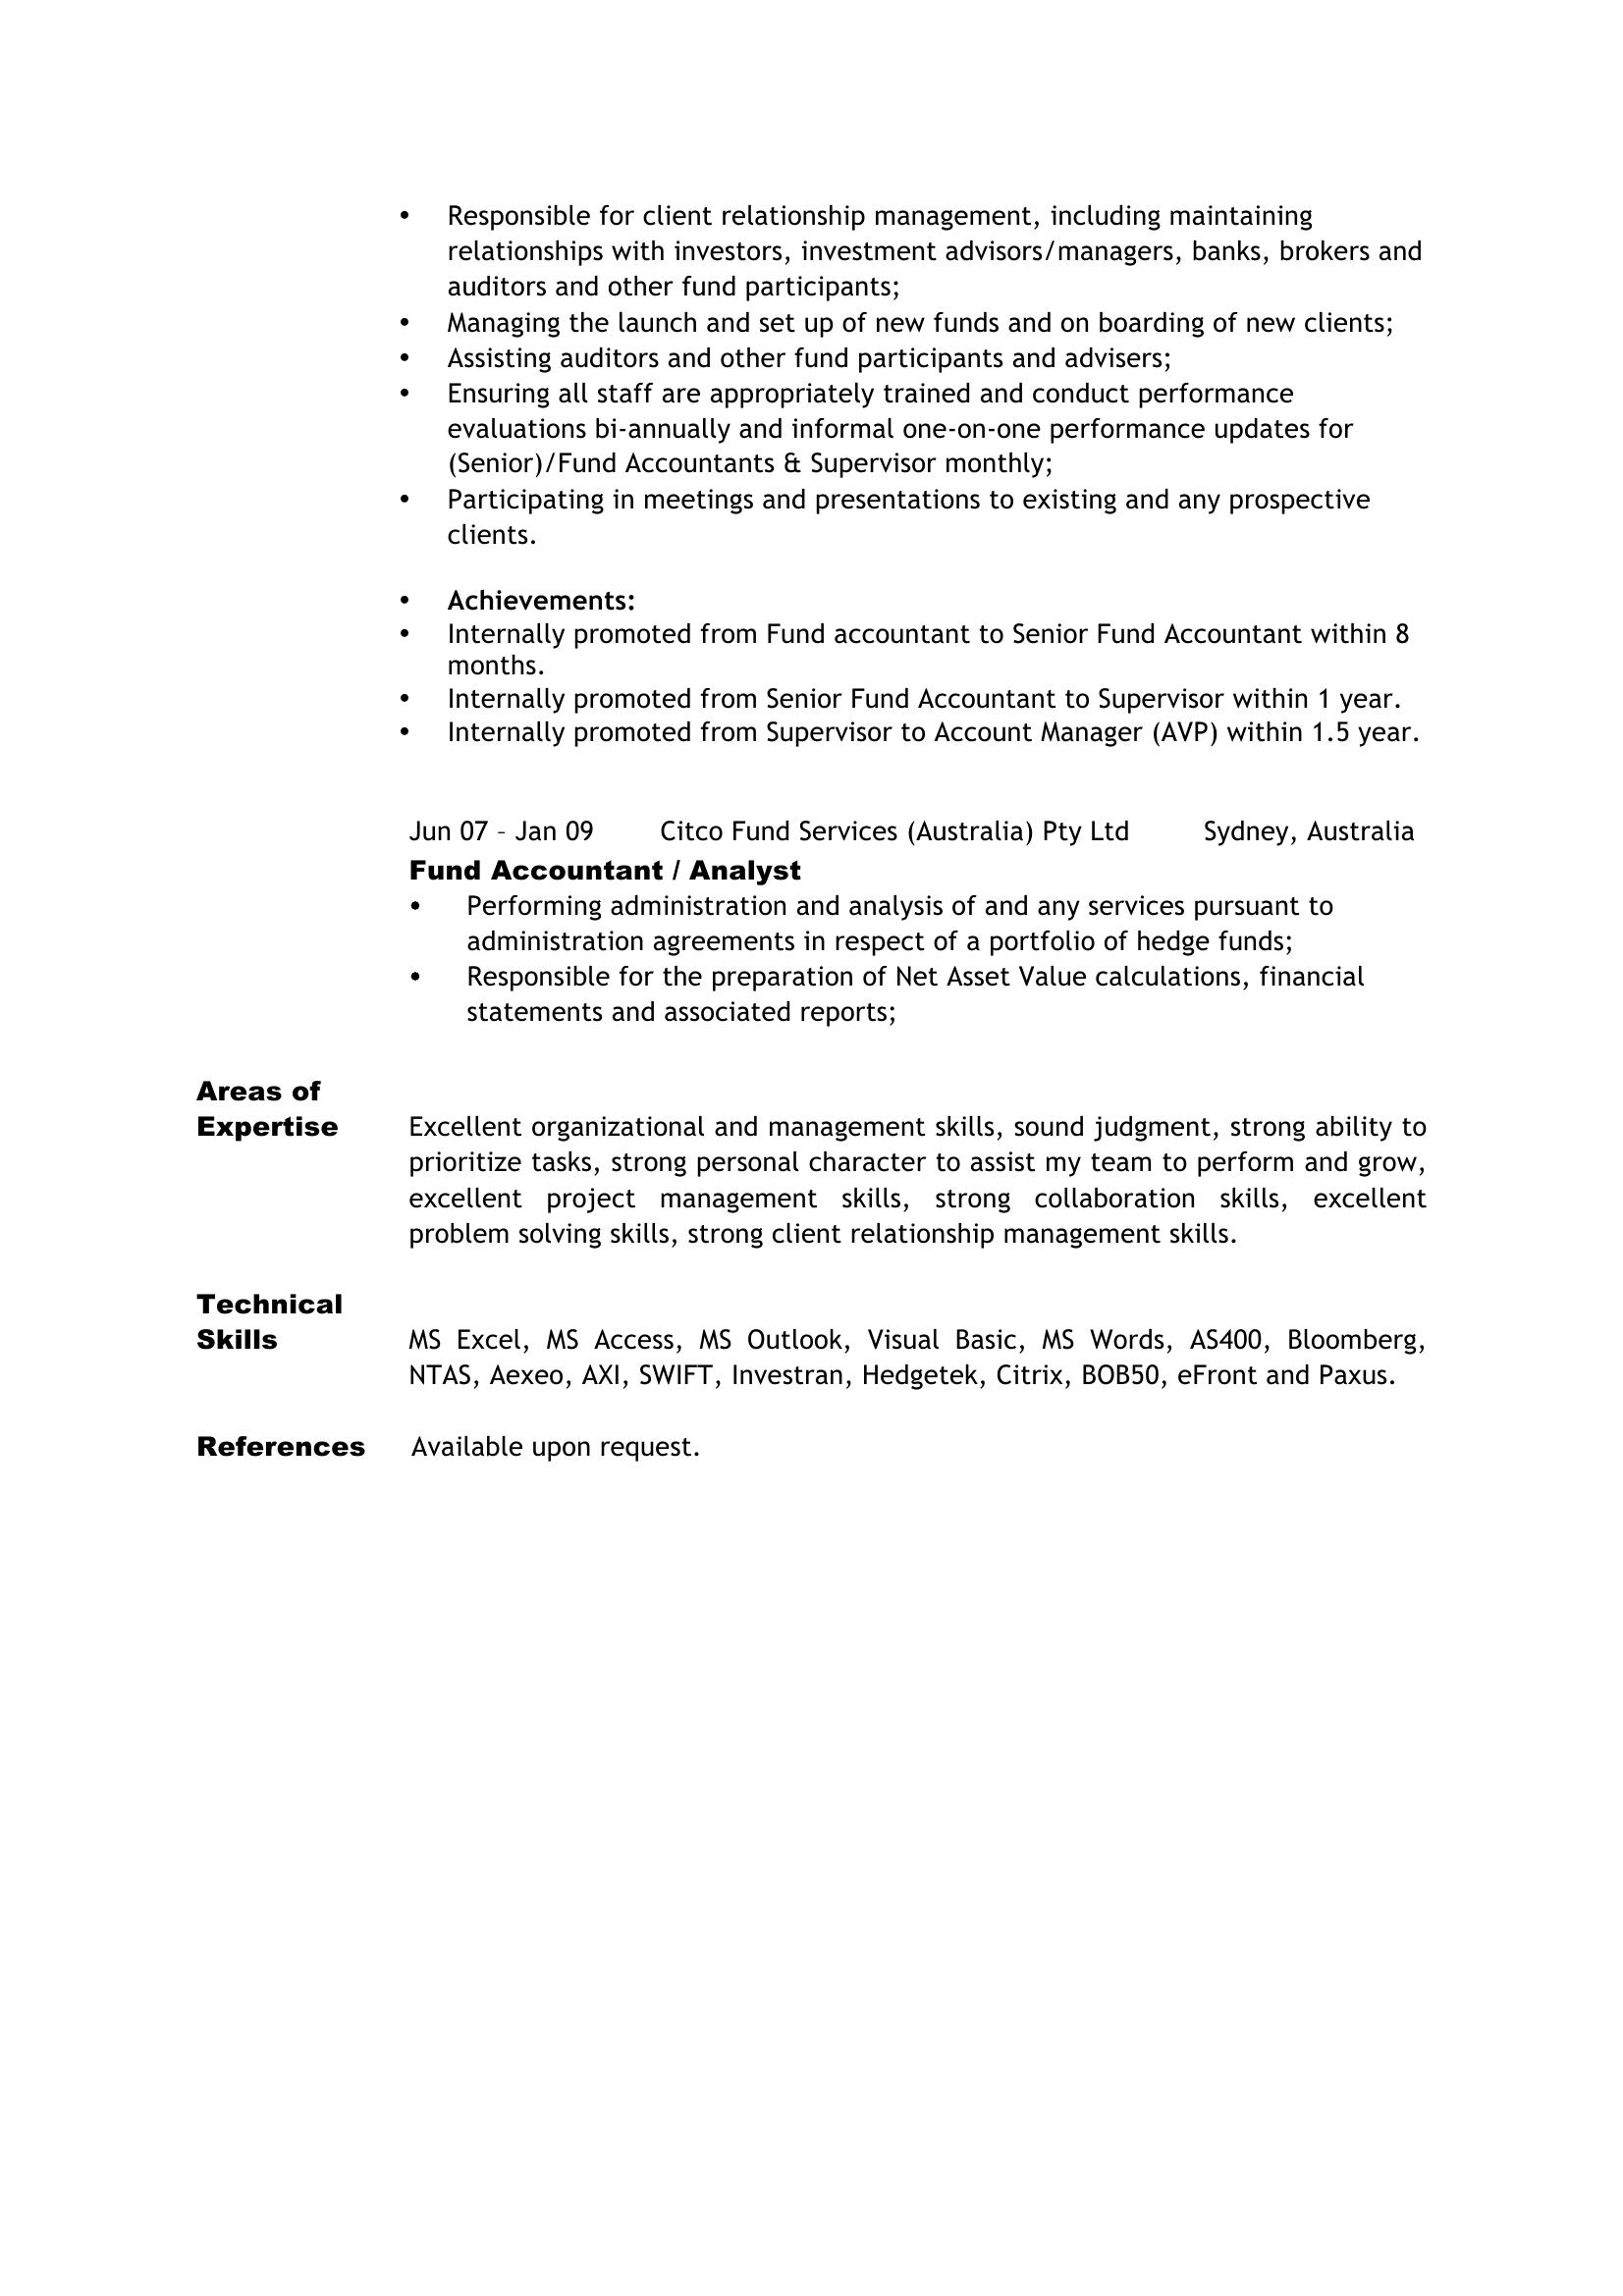 • Responsible for client relationship management, including maintaining
relationships with investors, investment advisors/managers, banks, brokers and
auditors and other fund participants;
• Managing the launch and set up of new funds and on boarding of new clients;
• Assisting auditors and other fund participants and advisers;
• Ensuring all staff are appropriately trained and conduct performance
evaluations bi-annually and informal one-on-one performance updates for
(Senior)/Fund Accountants & Supervisor monthly;
• Participating in meetings and presentations to existing and any prospective
clients.
• Achievements:
• Internally promoted from Fund accountant to Senior Fund Accountant within 8
months.
• Internally promoted from Senior Fund Accountant to Supervisor within 1 year.
• Internally promoted from Supervisor to Account Manager (AVP) within 1.5 year.
Jun 07 – Jan 09 Citco Fund Services (Australia) Pty Ltd Sydney, Australia
Fund Accountant / Analyst
• Performing administration and analysis of and any services pursuant to
administration agreements in respect of a portfolio of hedge funds;
• Responsible for the preparation of Net Asset Value calculations, financial
statements and associated reports;
Areas of
Expertise Excellent organizational and management skills, sound judgment, strong ability to
prioritize tasks, strong personal character to assist my team to perform and grow,
excellent project management skills, strong collaboration skills, excellent
problem solving skills, strong client relationship management skills.
Technical
Skills MS Excel, MS Access, MS Outlook, Visual Basic, MS Words, AS400, Bloomberg,
NTAS, Aexeo, AXI, SWIFT, Investran, Hedgetek, Citrix, BOB50, eFront and Paxus.
References Available upon request.